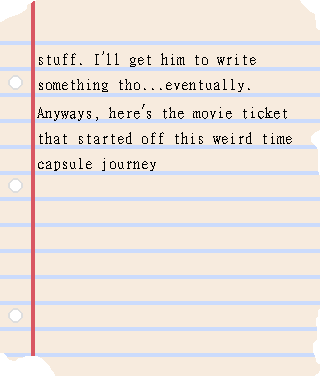 stuff. I'll get him to write
something tho...eventually.
Anyways, here's the movie ticket
that started off this weird time
capsule journey